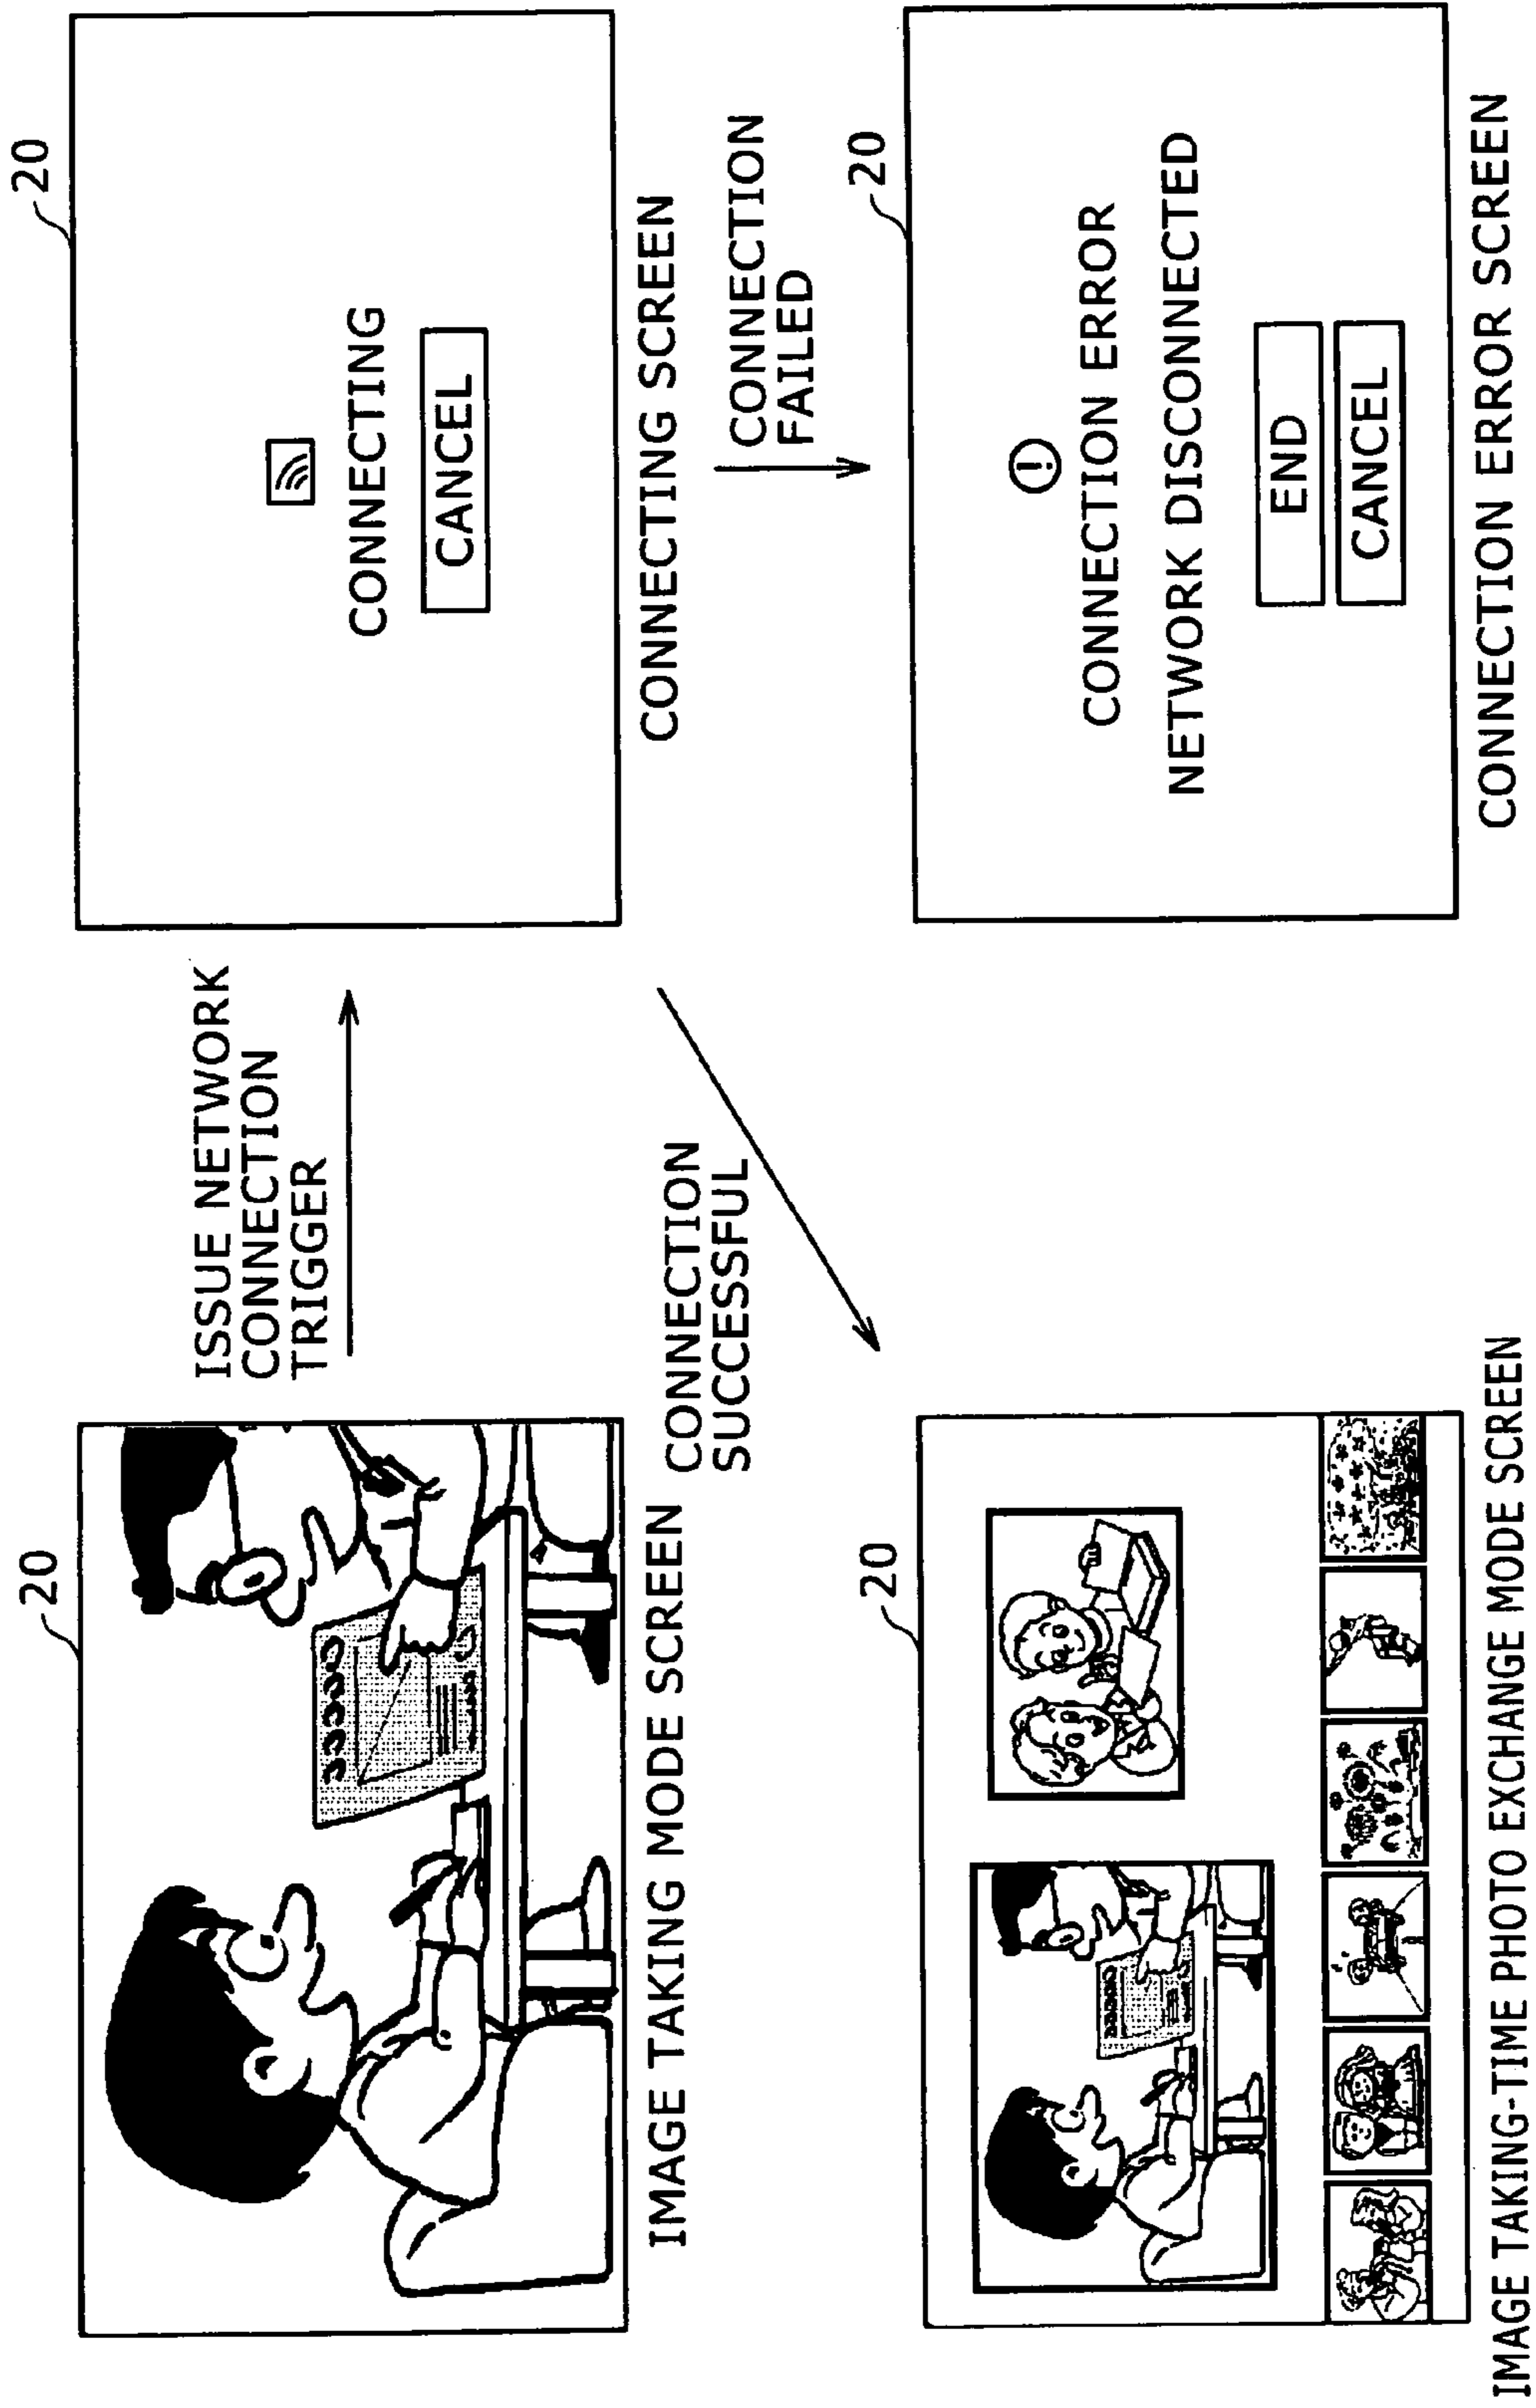 20
IMAGE TAKING MODE SCREEN
ISSUE NETWORK
CONNECTION
TRIGGER
20
CONNECTING
CANCEL
CONNECTING SCREEN
CONNECTION
SUCCESSFUL
CONNECTION
FAILED
20
IMAGE TAKING-TIME PHOTO EXCHANGE MODE SCREEN
20
CONNECTION ERROR
NETWORK DISCONNECTED
END
CANCEL
CONNECTION ERROR SCREEN